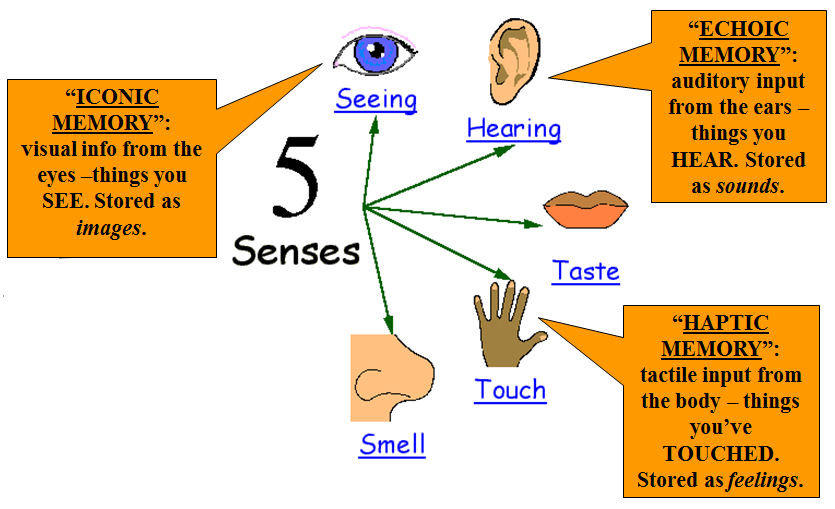 “ICONIC
MEMORY”:
visual info from the
eyes –things you
SEE. Stored as
images.
Seeing
“ECHOIC
MEMORY”:
auditory input
from the ears –
things you
HEAR. Stored
as sounds.
Hearing
5
Senses
Taste
Touch
“HAPTIC
MEMORY”:
tactile input from
the body – things
you’ve
TOUCHED.
Stored as feelings.
Smell